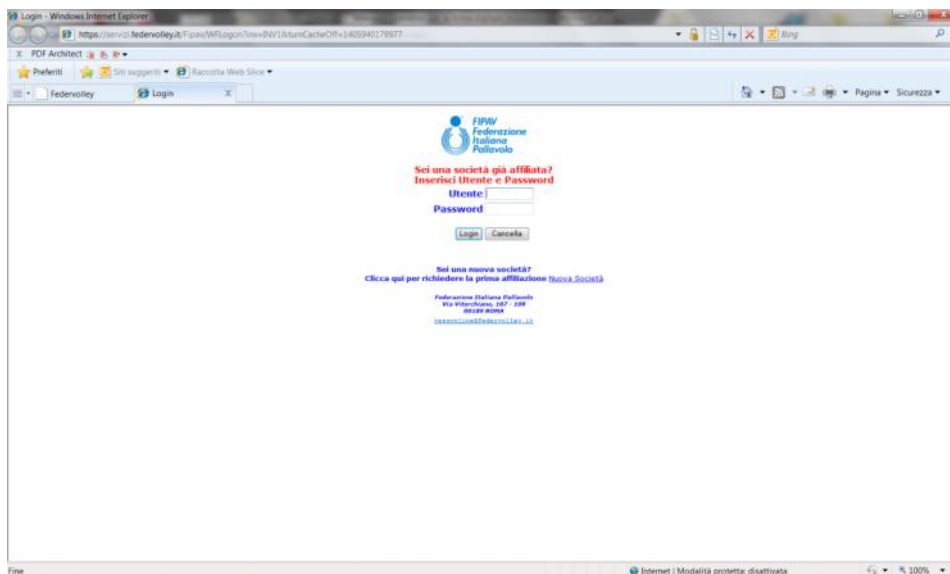 Login - Windows Internet Explorer
https://servizi.federvolley.it/Fipav/WFLogon?inv=INV1&turnCacheOff=1405940179877
Bing
X PDF Architect
Preferiti Siti suggeriti Raccolta Web Slice
Federvolley Login X Pagina Sicurezza
FIPAV
Federazione
Italiana
Pallavolo
Sei una società già affiliata?
Inserisci Utente e Password
Utente
Password
Login Cancella
Sei una nuova società?
Clicca qui per richiedere la prima affiliazione Nuova Società
Federazione Italiana Pallavolo
Via Vitorchiano, 107 - 109
00189 ROMA
Fine Internet | Modalità protetta: disattivata 100%